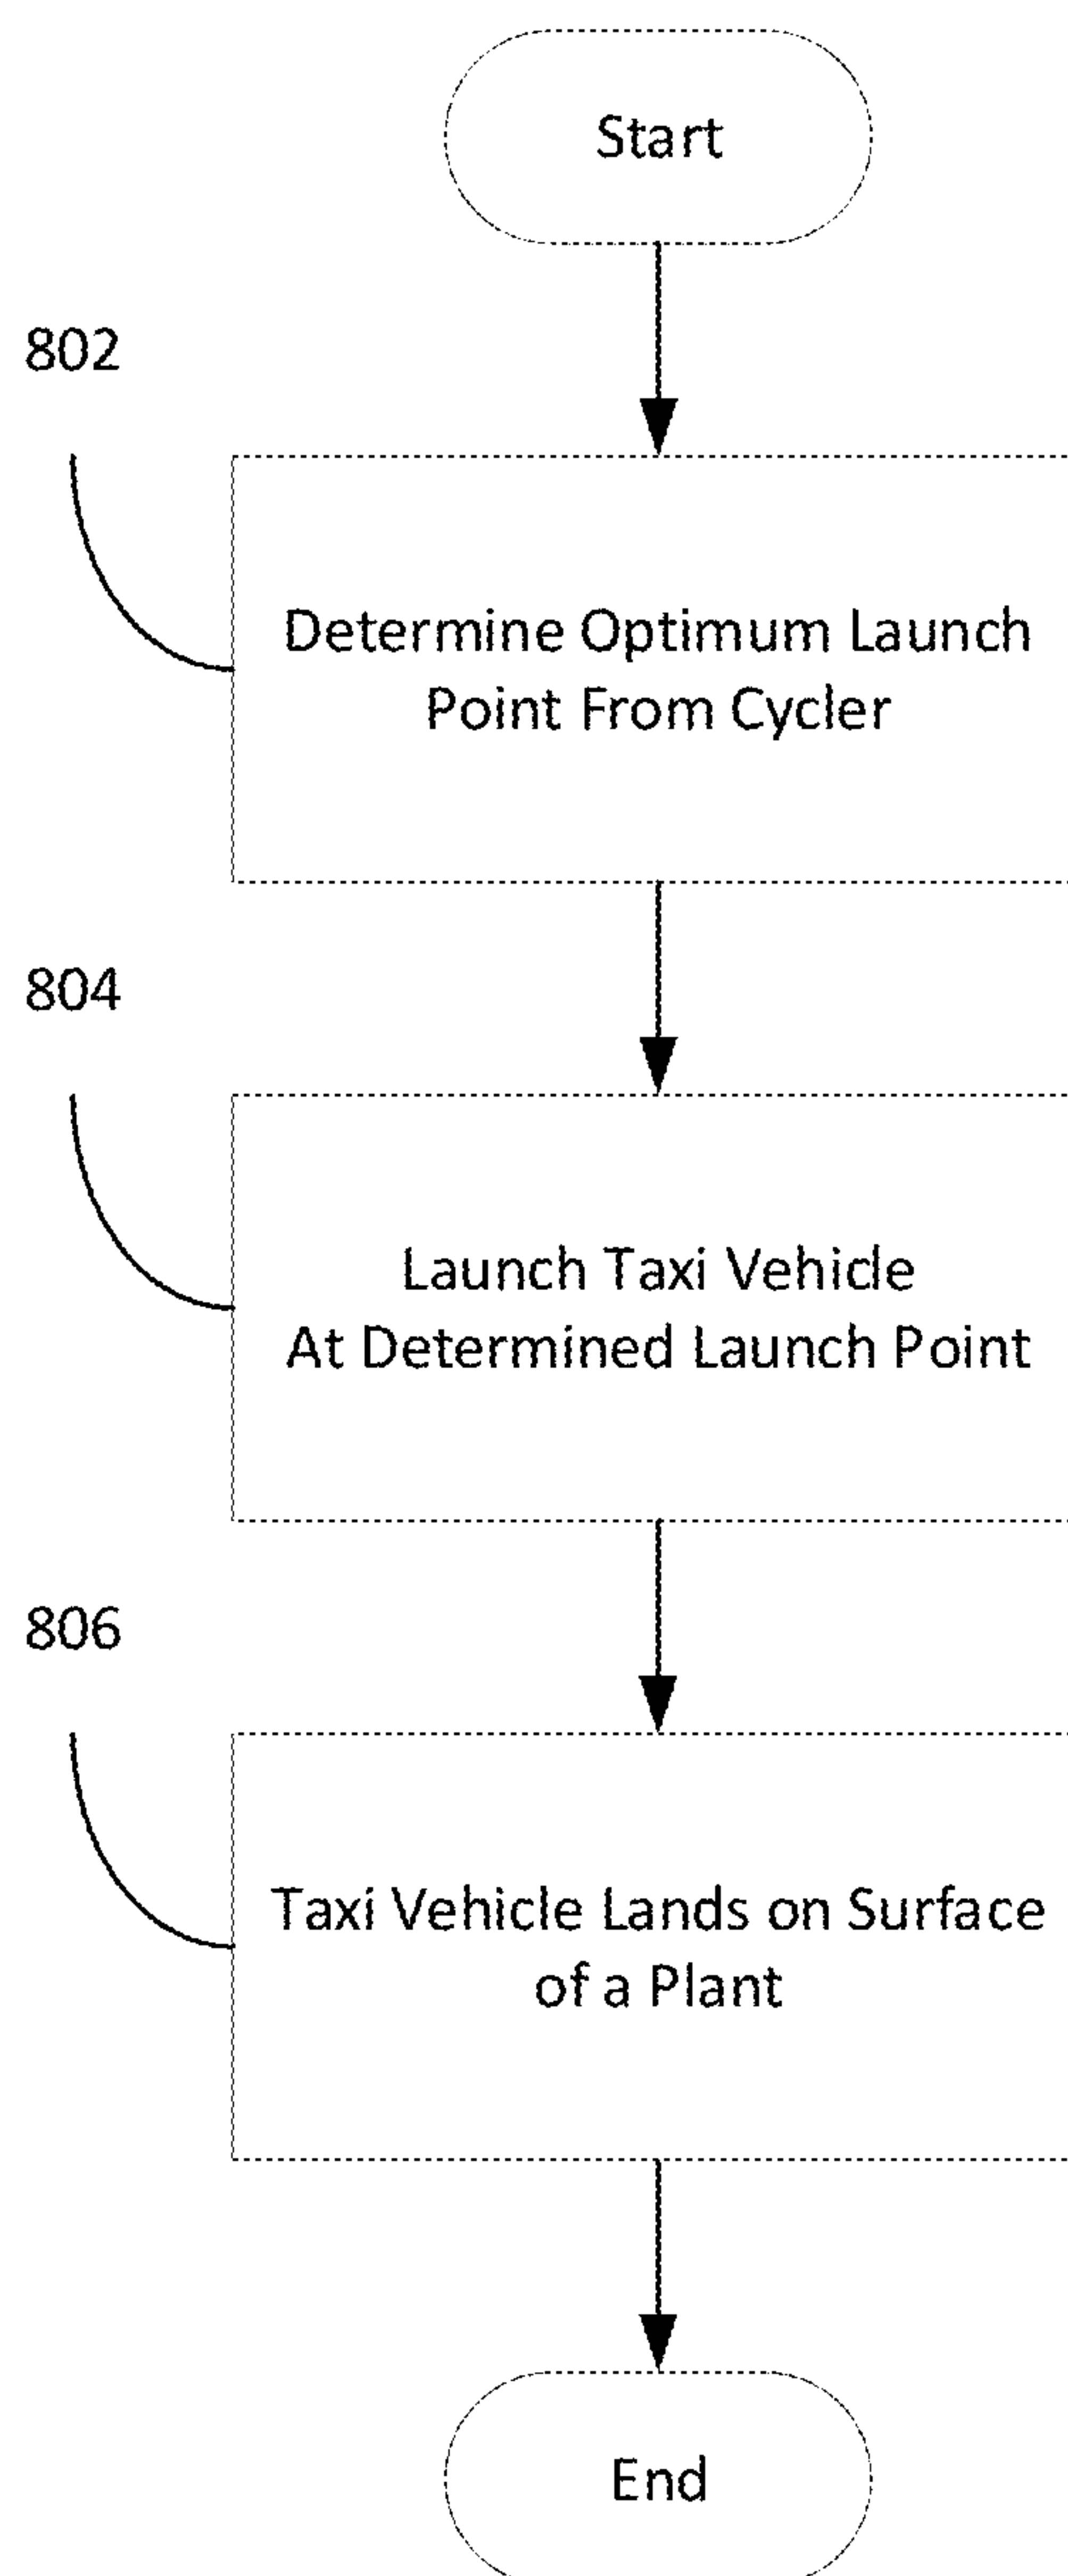 Start
802
Determine Optimum Launch
Point From Cycler
804
Launch Taxi Vehicle
At Determined Launch Point
806
Taxi Vehicle Lands on Surface
of a Plant
End